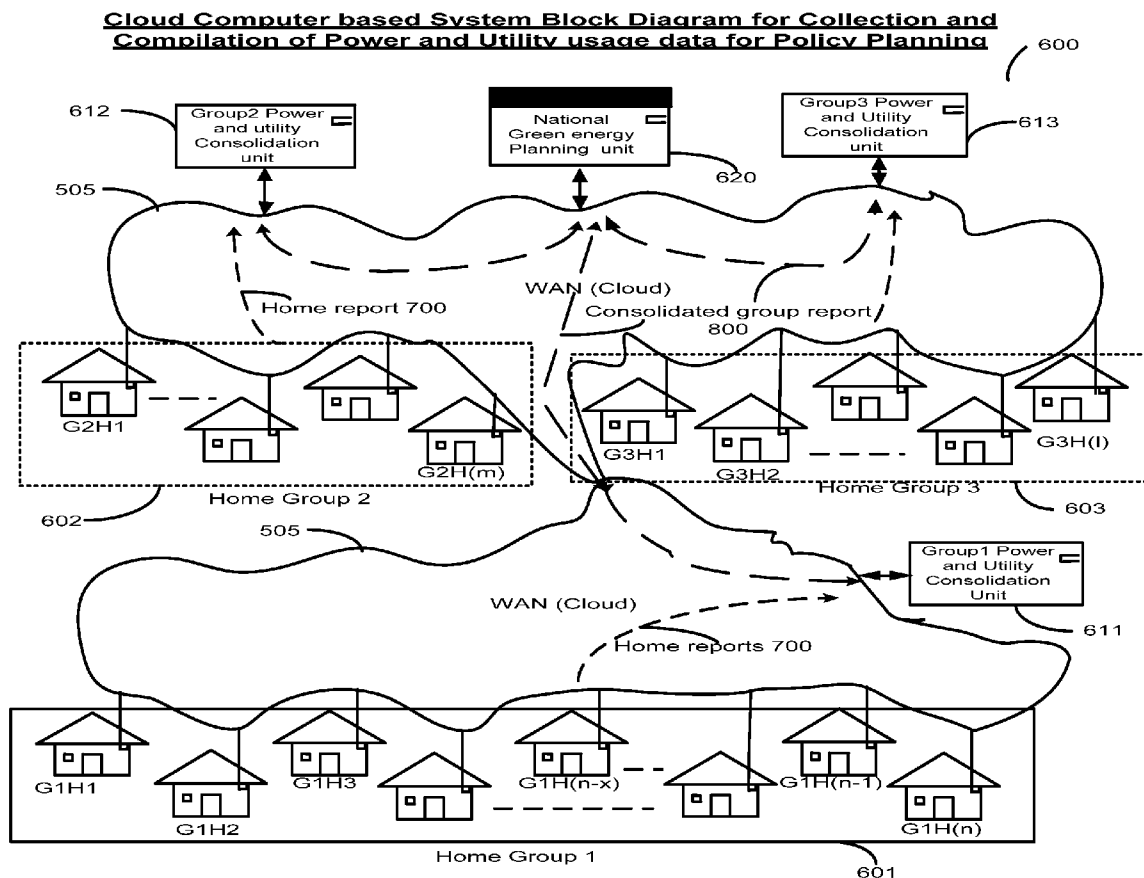 Cloud Computer based System Block Diagram for Collection and
Compilation of Power and Utility usage data for Policy Planning
600
612
Group2 Power
and utility
Consolidation
unit
National
Green energy
Planning unit
620
Group3 Power
and Utility
Consolidation
unit
613
505
WAN (Cloud)
Home report 700
Consolidated group report
800
G2H1
G2H(m)
G3H1
G3H2
G3H(l)
Home Group 2
Home Group 3
602
603
505
Group1 Power
and Utility
Consolidation
Unit
611
WAN (Cloud)
Home reports 700
G1H1
G1H2
G1H3
G1H(n-x)
G1H(n-1)
G1H(n)
Home Group 1
601